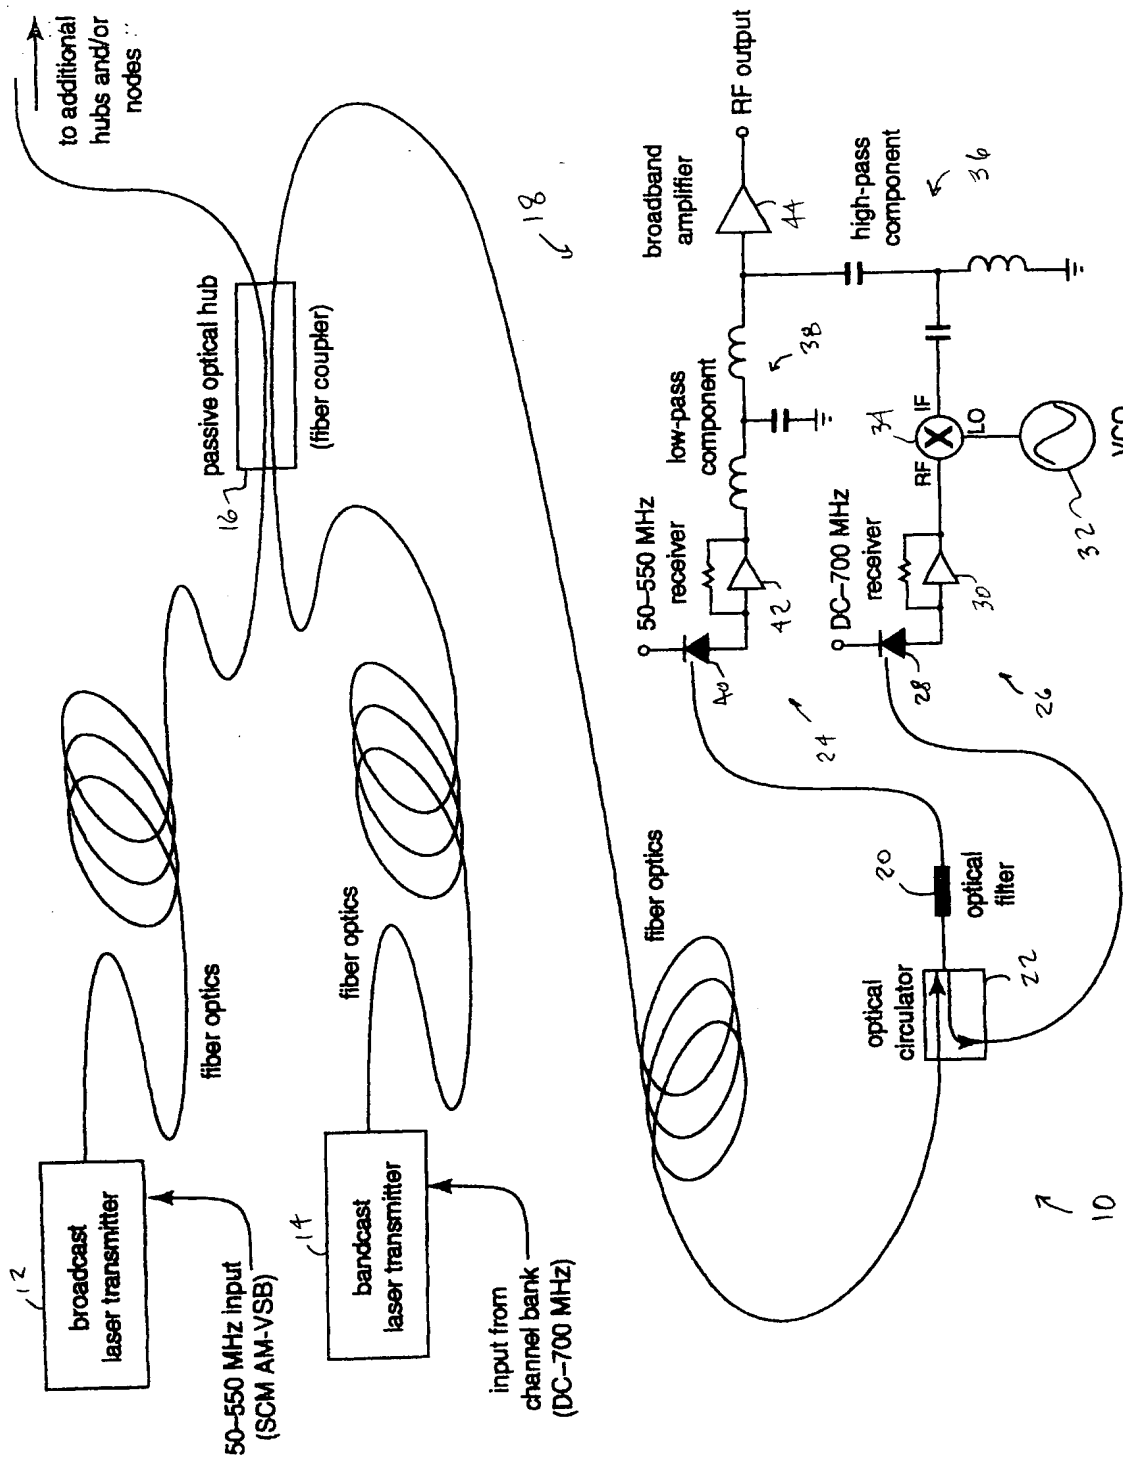 to additional
hubs and/or
nodes
passive optical hub
16
(fiber coupler)
18
fiber optics
fiber optics
12
broadcast
laser transmitter
50–550 MHz input
(SCM AM-VSB)
14
bandcast
laser transmitter
input from
channel bank
(DC–700 MHz)
fiber optics
optical
circulator
22
20
optical
filter
10
50–550 MHz
receiver
40
42
24
low-pass
component
38
broadband
amplifier
44
RF output
DC–700 MHz
receiver
28
30
26
RF
34
IF
LO
32
VCO
high-pass
component
36